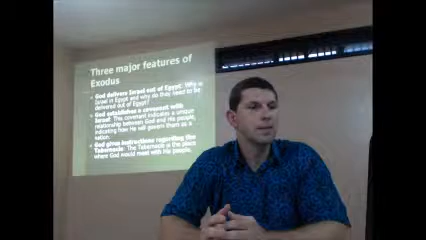 Three major features of
Exodus
God delivers Israel out of Egypt: Why is
Israel in Egypt and why do they need to be
delivered out of Egypt?
God establishes a covenant with
Israel: This covenant indicates a unique
relationship between God and His people,
indicating how He will govern them as a
nation.
God gives instructions regarding the
Tabernacle: The Tabernacle is the place
where God would meet with His people.